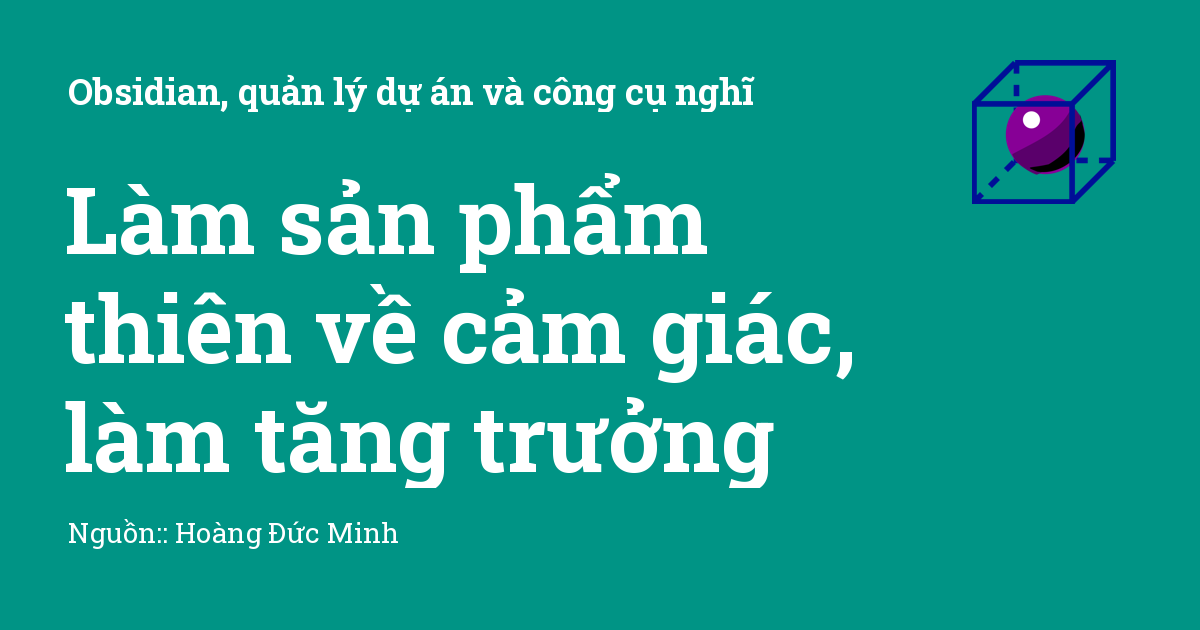 Obsidian, quản lý dự án và công cụ nghĩ
Làm sản phẩm
thiên về cảm giác,
làm tăng trưởng
Nguồn:: Hoàng Đức Minh